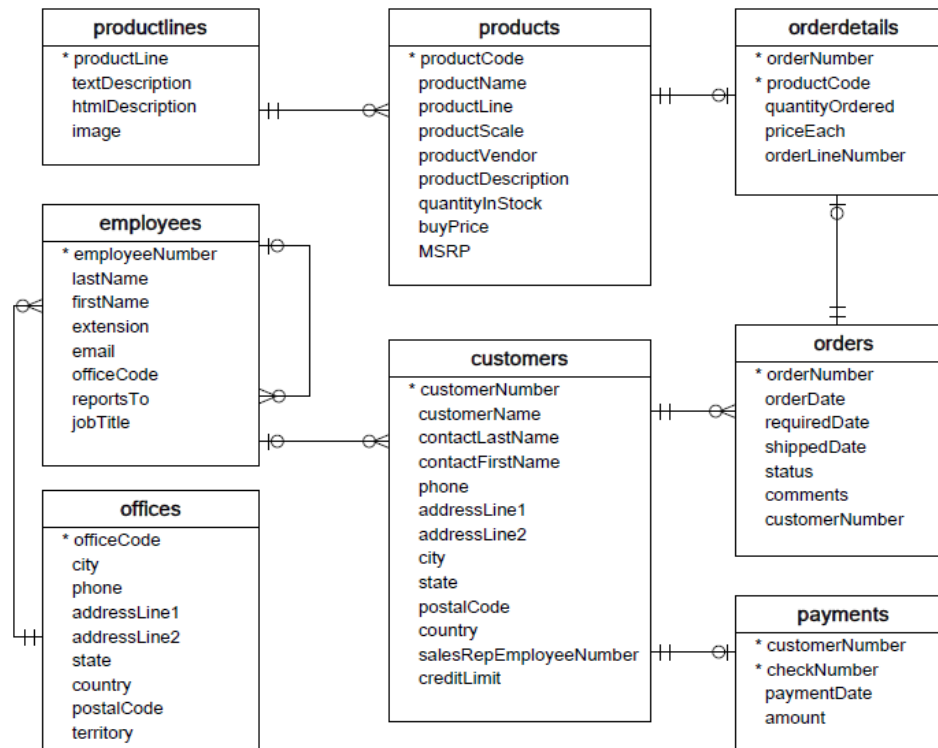 productlines
* productLine
textDescription
htmlDescription
image
products
* productCode
productName
productLine
productScale
productVendor
productDescription
quantityInStock
buyPrice
MSRP
orderdetails
* orderNumber
* productCode
quantityOrdered
priceEach
orderLineNumber
employees
* employeeNumber
lastName
firstName
extension
email
officeCode
reportsTo
jobTitle
customers
* customerNumber
customerName
contactLastName
contactFirstName
phone
addressLine1
addressLine2
city
state
postalCode
country
salesRepEmployeeNumber
creditLimit
orders
* orderNumber
orderDate
requiredDate
shippedDate
status
comments
customerNumber
offices
* officeCode
city
phone
addressLine1
addressLine2
state
country
postalCode
territory
payments
* customerNumber
* checkNumber
paymentDate
amount